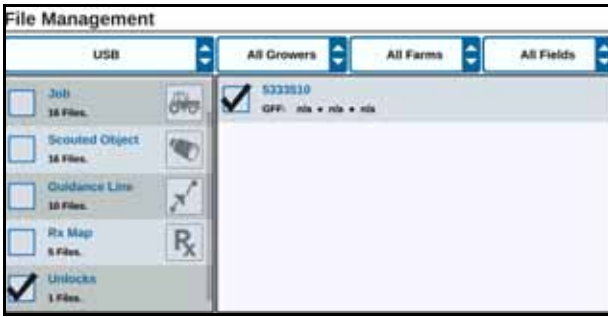 File Management
USB
All Growers
All Farms
All Fields
Job
16 Files.
Scouted Object
16 Files.
Guidance Line
10 Files.
Rx Map
5 Files.
Rx
Unlocks
1 Files.
5333510
GFF: n/a • n/a • n/a